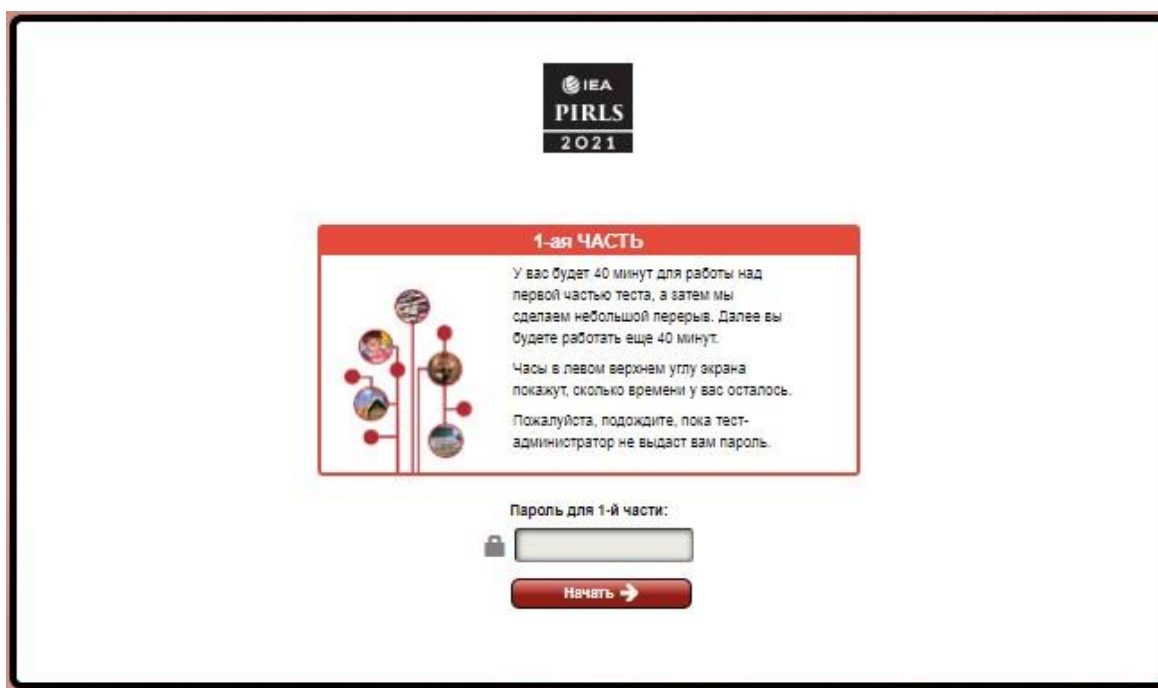 IEA
PIRLS
2021
1-ая ЧАСТЬ
У вас будет 40 минут для работы над
первой частью теста, а затем мы
сделаем небольшой перерыв. Далее вы
будете работать еще 40 минут.
Часы в левом верхнем углу экрана
покажут, сколько времени у вас осталось.
Пожалуйста, подождите, пока тест-
администратор не выдаст вам пароль.
Пароль для 1-й части:
Начать